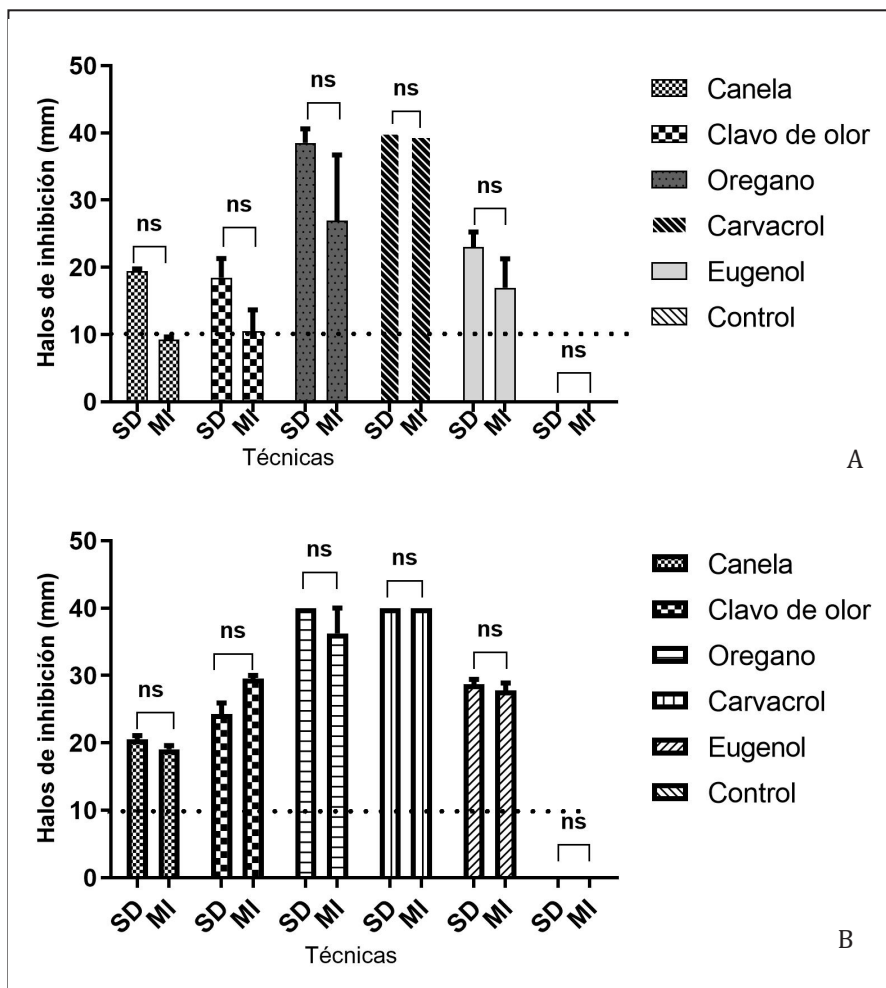 50
40
30
20
10
0
Halos de inhibición (mm)
ns
ns
ns
ns
ns
ns
SD MI SD MI SD MI SD MI SD MI SD MI
Técnicas
Canela
Clavo de olor
Oregano
Carvacrol
Eugenol
Control
A
50
40
30
20
10
0
Halos de inhibición (mm)
ns
ns
ns
ns
ns
ns
SD MI SD MI SD MI SD MI SD MI SD MI
Técnicas
Canela
Clavo de olor
Oregano
Carvacrol
Eugenol
Control
B